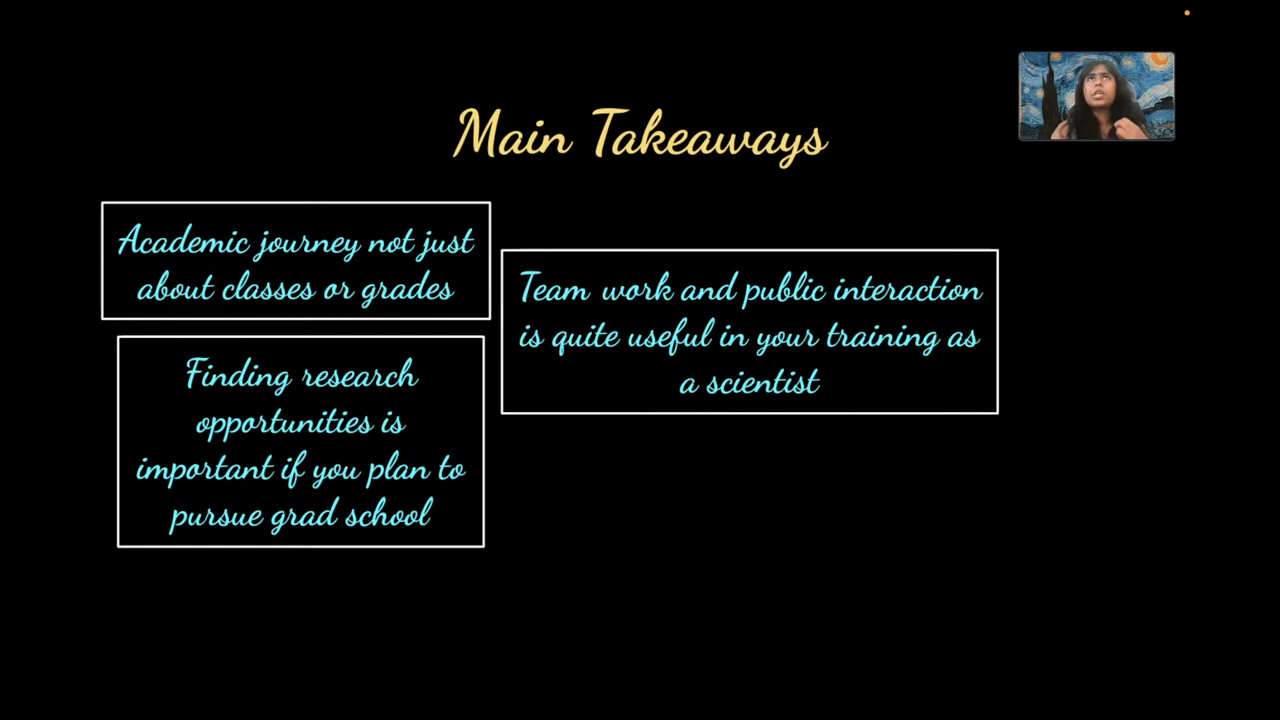 Main Takeaways
Academic journey not just
about classes or grades
Finding research
opportunities is
important if you plan to
pursue grad school
Team work and public interaction
is quite useful in your training as
a scientist